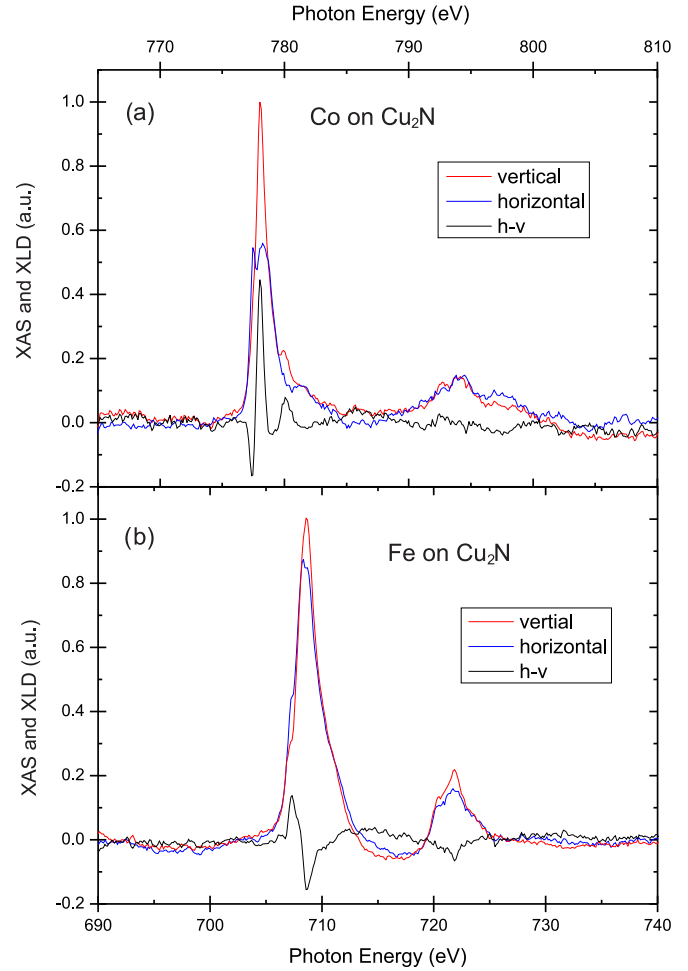 Photon Energy (eV)
770 780 790 800 810
(a)
Co on Cu₂N
1.0
0.8
0.6
0.4
0.2
0.0
-0.2
XAS and XLD (a.u.)
vertical
horizontal
h-v
(b)
Fe on Cu₂N
1.0
0.8
0.6
0.4
0.2
0.0
-0.2
XAS and XLD (a.u.)
vertial
horizontal
h-v
690 700 710 720 730 740
Photon Energy (eV)